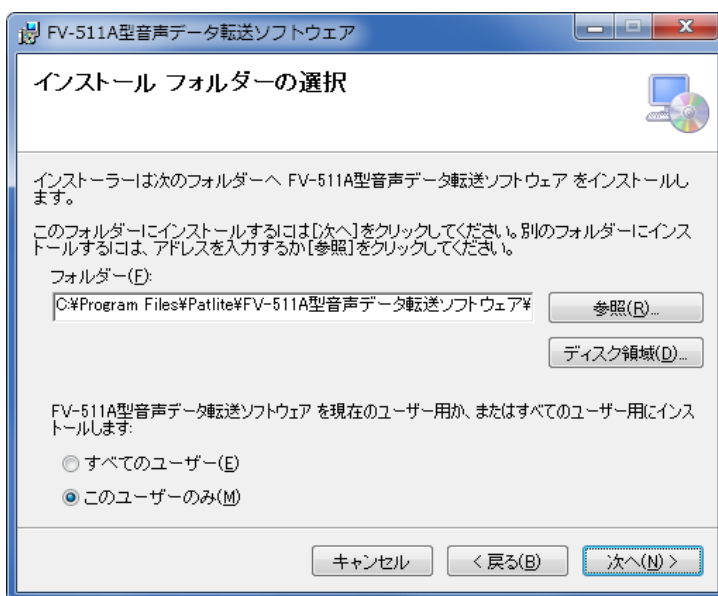 FV-511A型音声データ転送ソフトウェア
インストール フォルダーの選択
インストーラーは次のフォルダーへ FV-511A型音声データ転送ソフトウェア をインストールし
ます。
このフォルダーにインストールするには[次へ]をクリックしてください。別のフォルダーにインス
トールするには、アドレスを入力するか[参照]をクリックしてください。
フォルダー(F):
C:¥Program Files¥Patlite¥FV-511A型音声データ転送ソフトウェア¥
参照(R)...
ディスク領域(D)...
FV-511A型音声データ転送ソフトウェア を現在のユーザー用か、またはすべてのユーザー用にインス
トールします:
すべてのユーザー(E)
このユーザーのみ(M)
キャンセル
< 戻る(B)
次へ(N) >